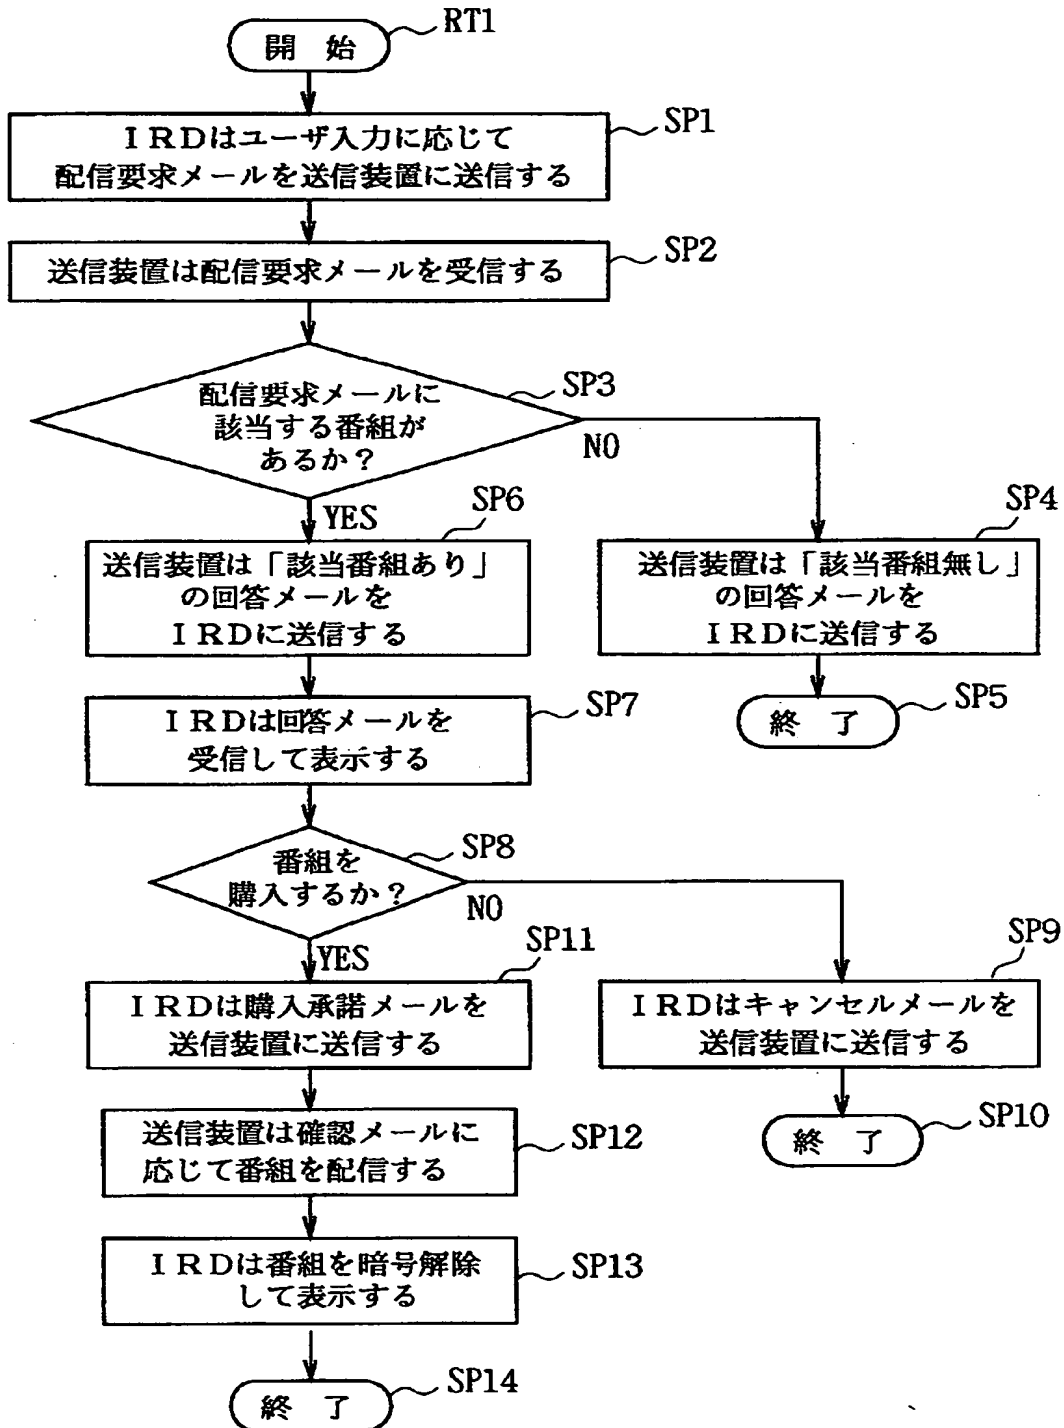 開 始
RT1
IRDはユーザ入力に応じて
配信要求メールを送信装置に送信する
SP1
送信装置は配信要求メールを受信する
SP2
配信要求メールに
該当する番組が
あるか？
SP3
NO
YES
SP6
送信装置は「該当番組あり」
の回答メールを
IRDに送信する
SP4
送信装置は「該当番組無し」
の回答メールを
IRDに送信する
終 了
SP5
IRDは回答メールを
受信して表示する
SP7
番組を
購入するか？
SP8
NO
YES
SP11
IRDは購入承諾メールを
送信装置に送信する
SP9
IRDはキャンセルメールを
送信装置に送信する
終 了
SP10
送信装置は確認メールに
応じて番組を配信する
SP12
IRDは番組を暗号解除
して表示する
SP13
終 了
SP14